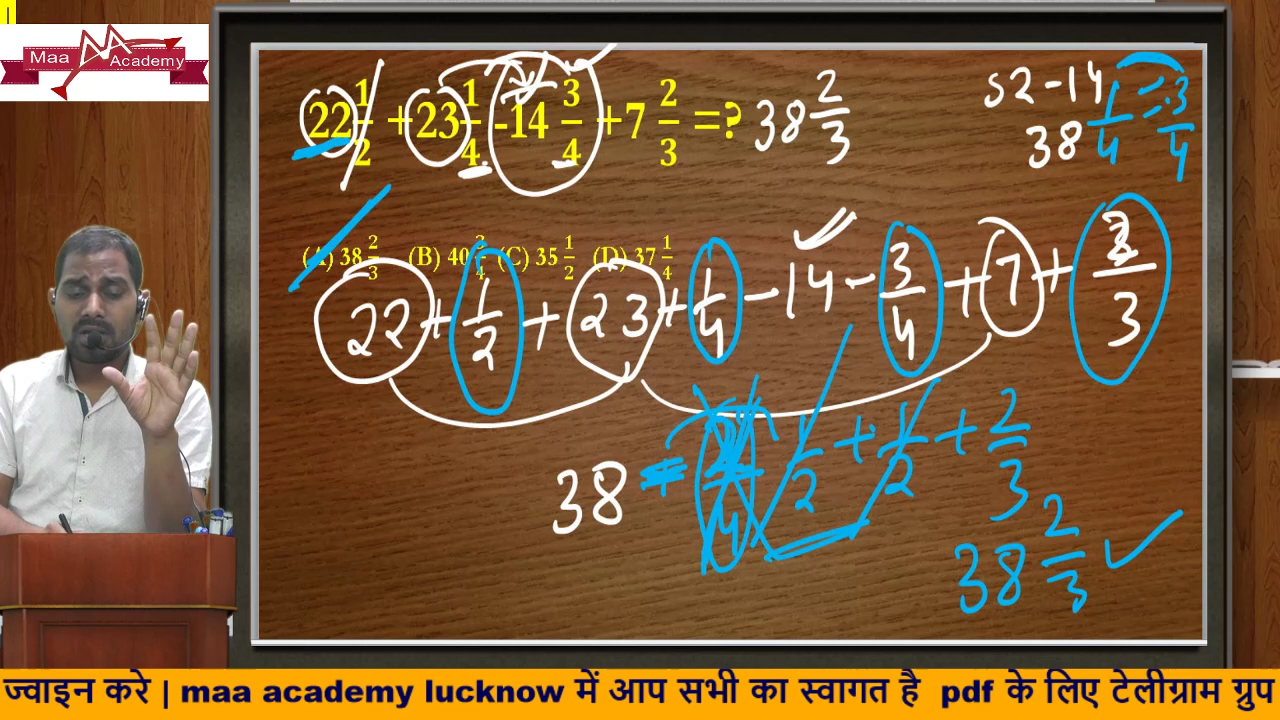 Maa Academy
22 1/2 + 23 1/4 -14 3/4 +7 2/3 =? 38 2/3
52-14
38 1/4 - 3/4
(A) 38 2/3 (B) 40 3/4 (C) 35 1/2 (D) 37 1/4
22 + 1/2 + 23 + 1/4 - 14 - 3/4 + 7 + 2/3
38 1/2 + 1/2 + 2/3
38 2/3
ज्वाइन करे | maa academy lucknow में आप सभी का स्वागत है pdf के लिए टेलीग्राम ग्रुप